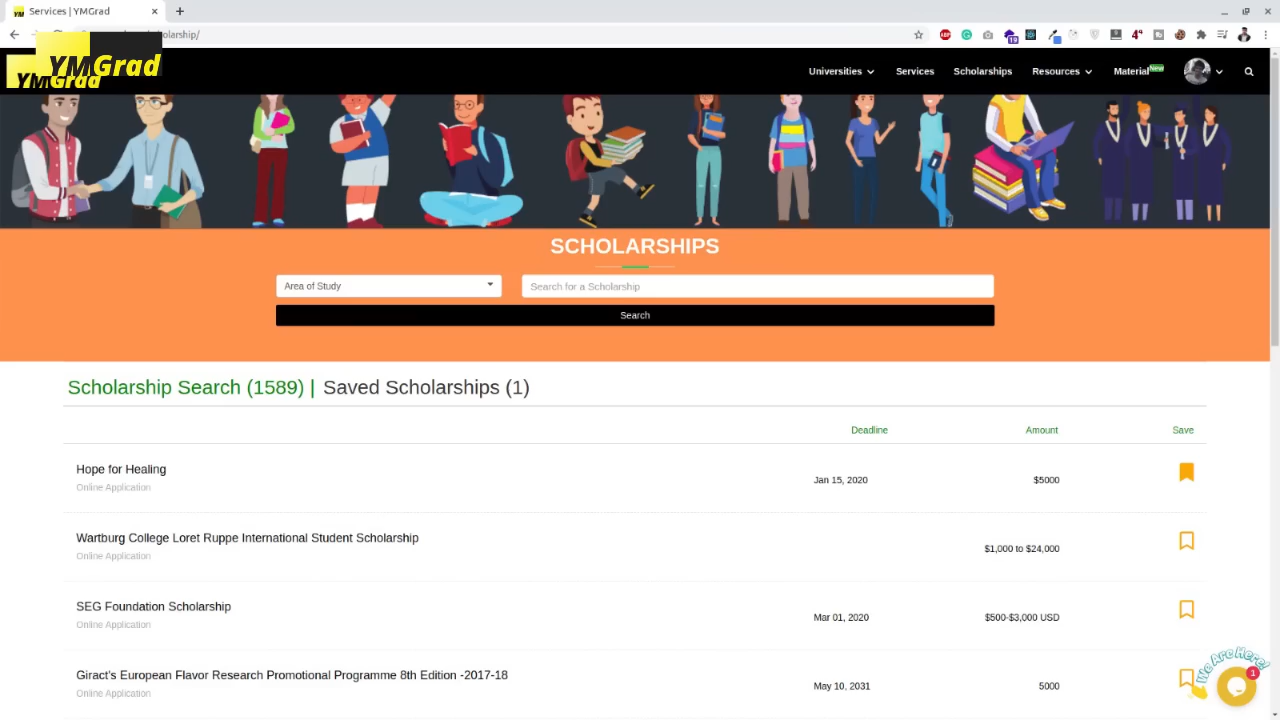 Services | YMGrad
olarship/
19
YMGrad
YMGrad
Universities
Services
Scholarships
Resources
Material New
SCHOLARSHIPS
Area of Study
Search for a Scholarship
Search
Scholarship Search (1589) | Saved Scholarships (1)
Deadline Amount Save
Hope for Healing
Online Application
Jan 15, 2020 $5000
Wartburg College Loret Ruppe International Student Scholarship
Online Application
$1,000 to $24,000
SEG Foundation Scholarship
Online Application
Mar 01, 2020 $500-$3,000 USD
Giract's European Flavor Research Promotional Programme 8th Edition -2017-18
Online Application
May 10, 2031 5000
We Are Here!
1